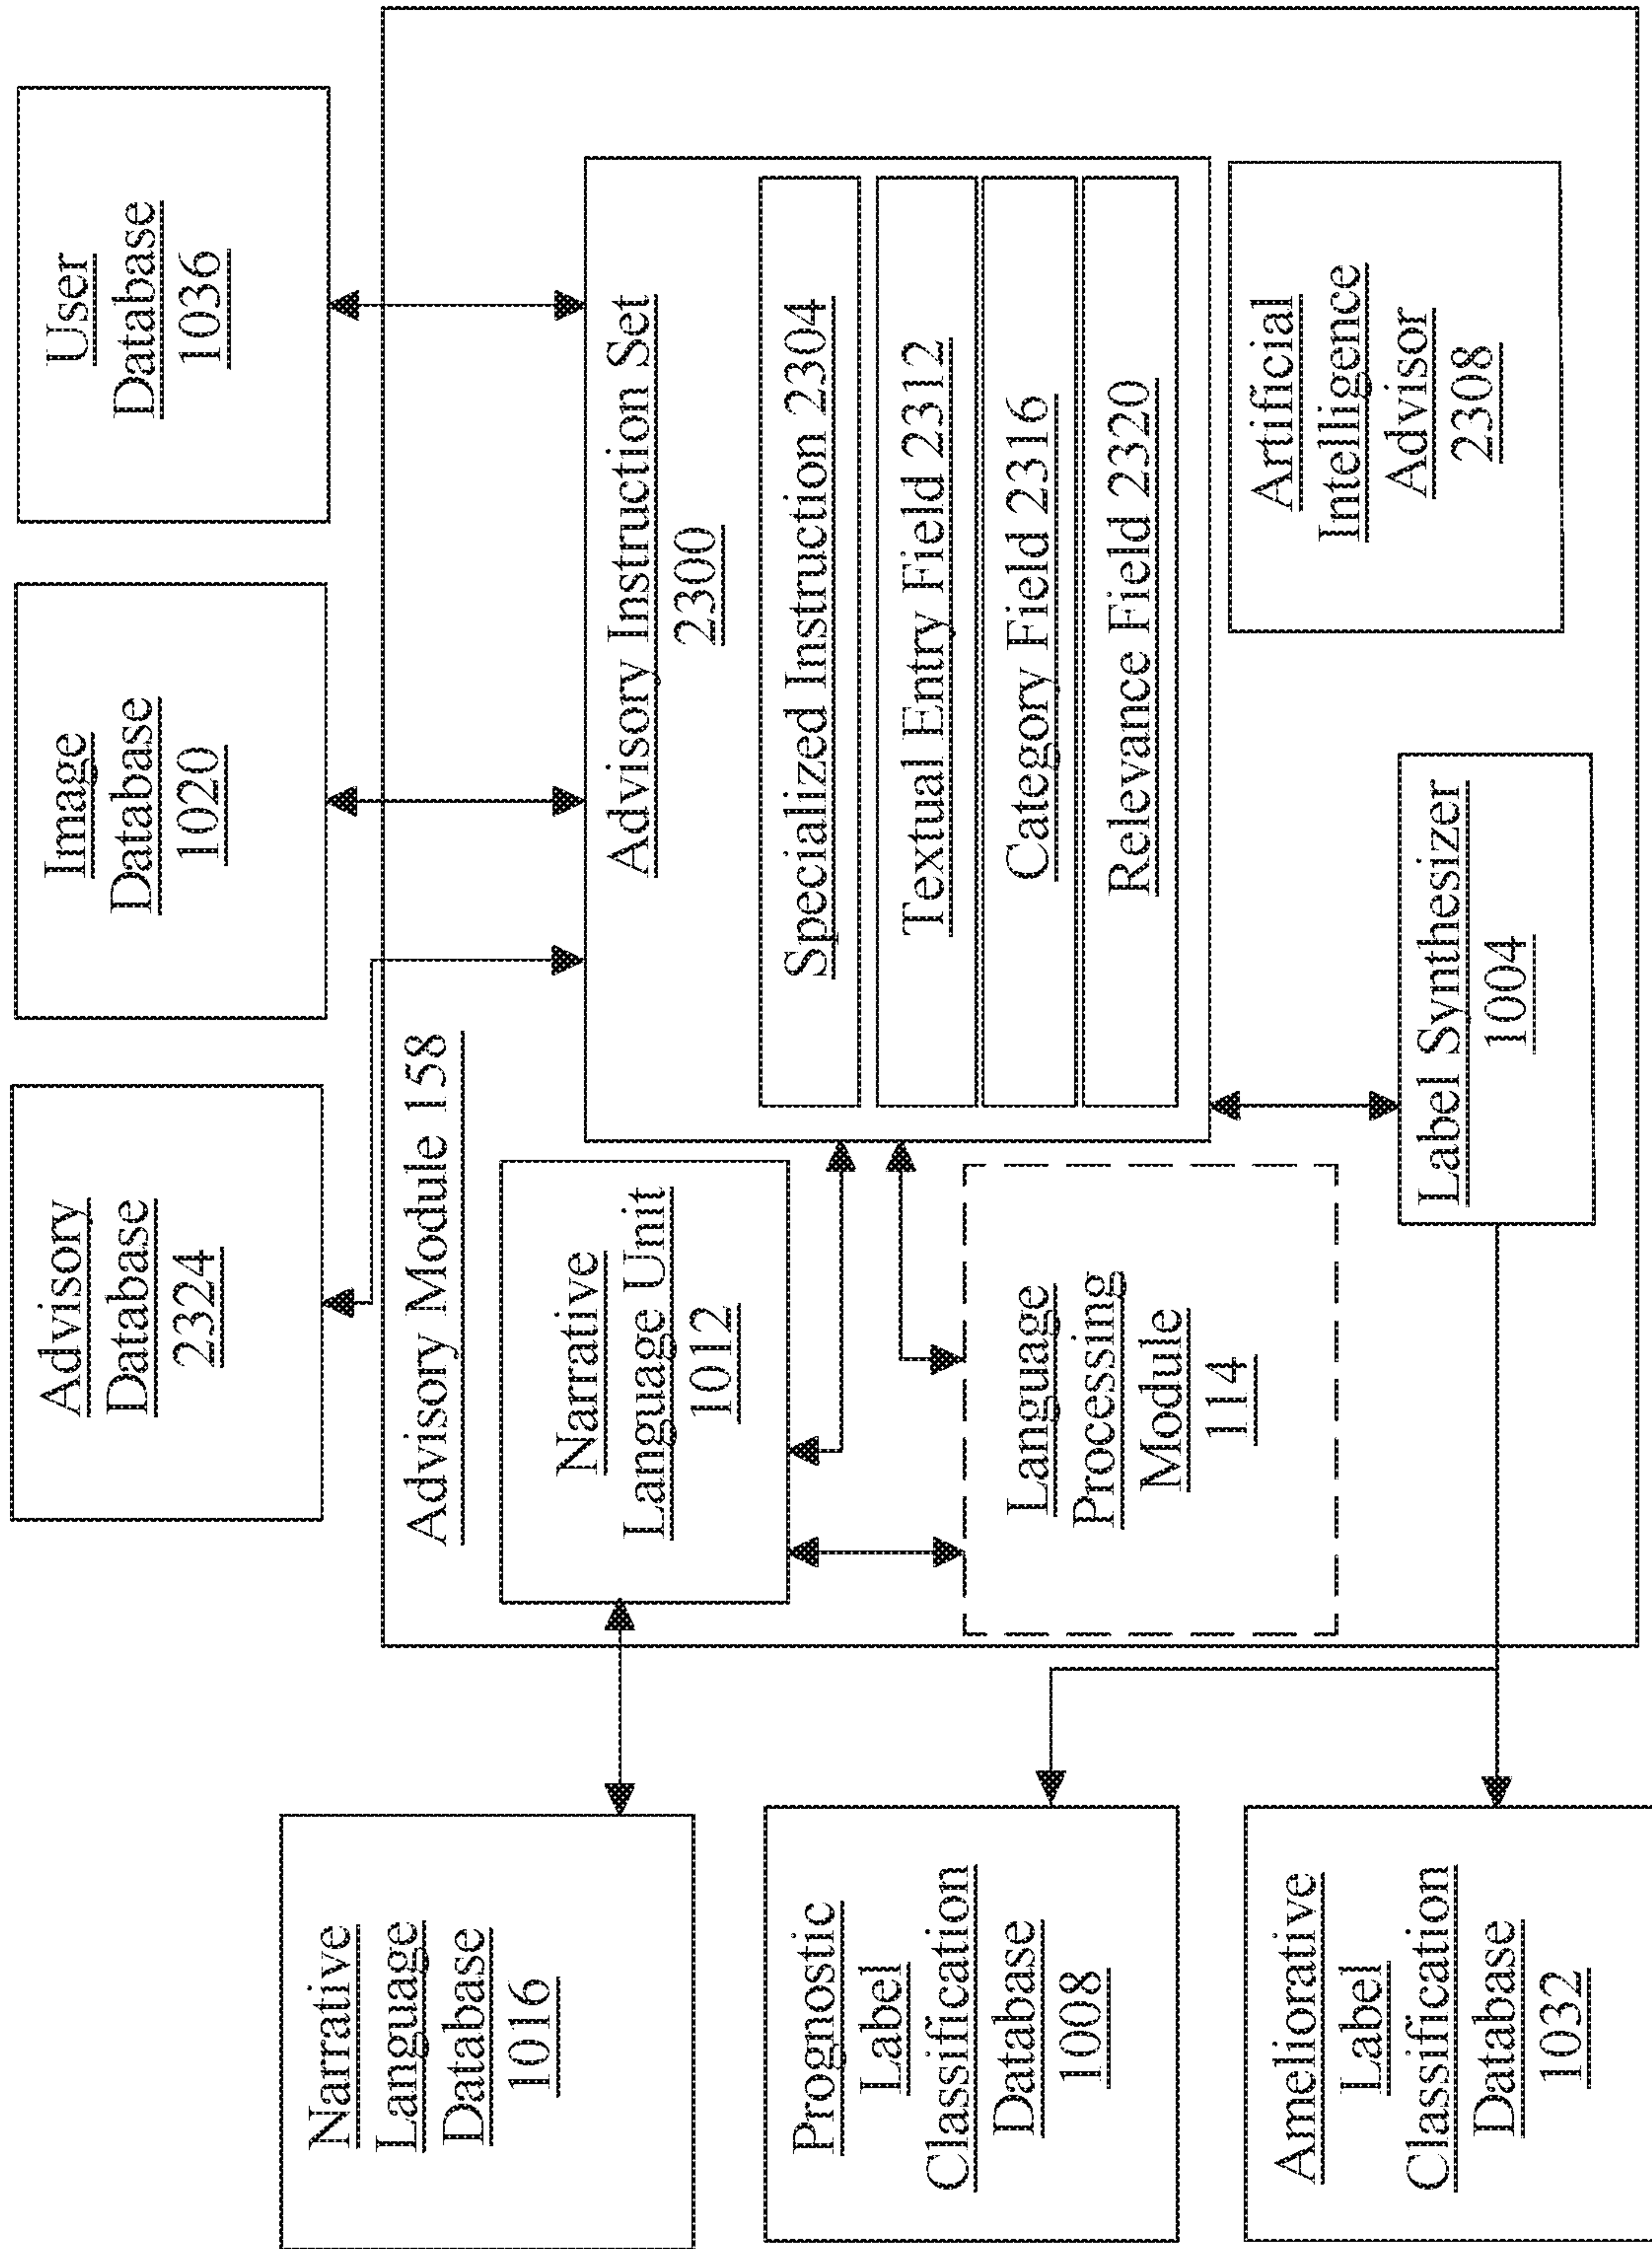 Advisory
Database
2324
Image
Database
1020
User
Database
1036
Advisory Module 158
Narrative
Language Database
1016
Narrative
Language Unit
1012
Advisory Instruction Set
2300
Specialized Instruction 2304
Textual Entry Field 2312
Category Field 2316
Relevance Field 2320
Prognostic
Label
Classification
Database
1008
Language
Processing
Module
114
Artificial
Intelligence
Advisor
2308
Label Synthesizer
1004
Ameliorative
Label
Classification
Database
1032